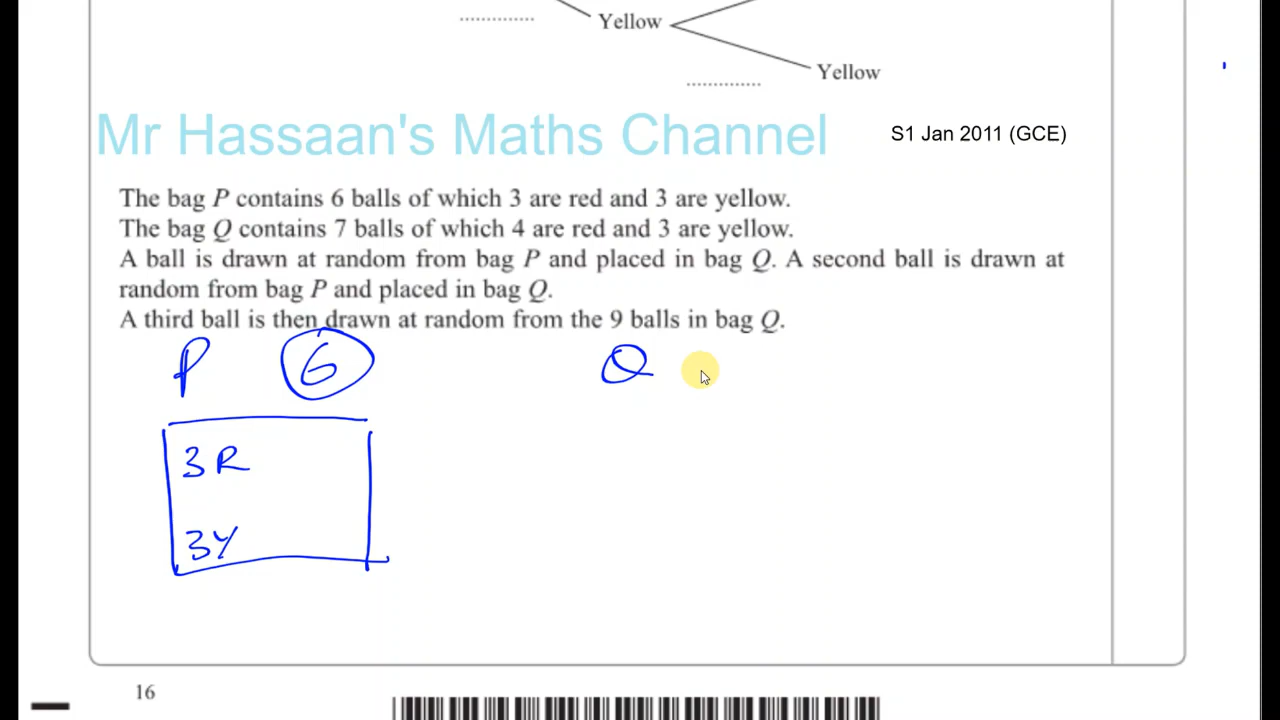 Yellow
Yellow
Mr Hassaan's Maths Channel
S1 Jan 2011 (GCE)
The bag P contains 6 balls of which 3 are red and 3 are yellow.
The bag Q contains 7 balls of which 4 are red and 3 are yellow.
A ball is drawn at random from bag P and placed in bag Q. A second ball is drawn at
random from bag P and placed in bag Q.
A third ball is then drawn at random from the 9 balls in bag Q.
P 6 Q
3R
3Y
16